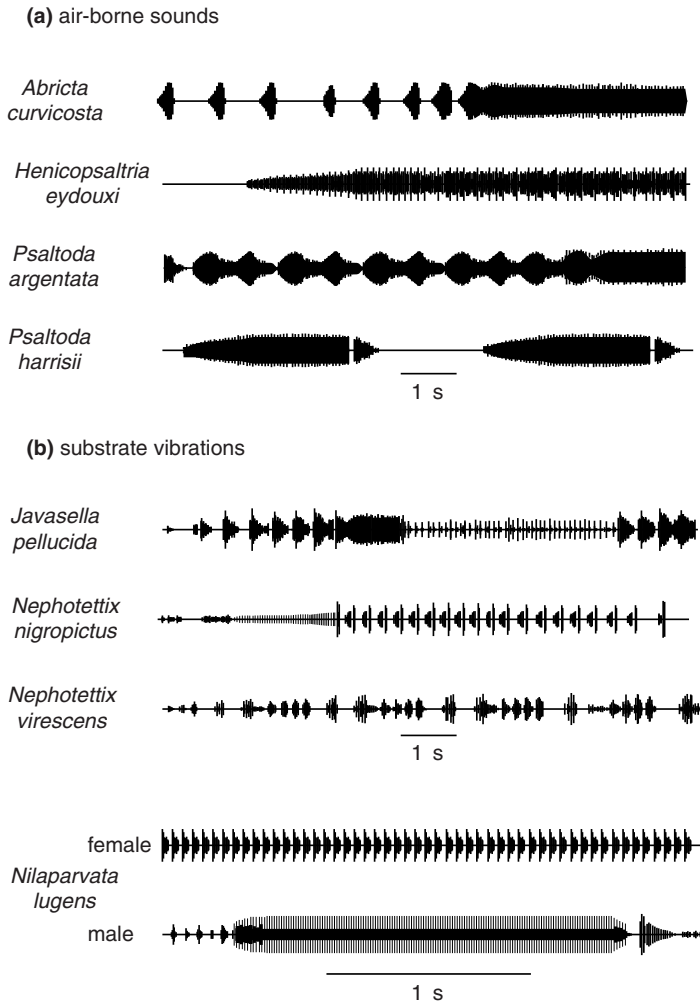 (a) air-borne sounds
Abricta
curvicosta
Henicopsaltria
eydouxi
Psaltoda
argentata
Psaltoda
harrisii
1 s
(b) substrate vibrations
Javasella
pellucida
Nephotettix
nigropictus
Nephotettix
virescens
1 s
female
Nilaparvata
lugens
male
1 s